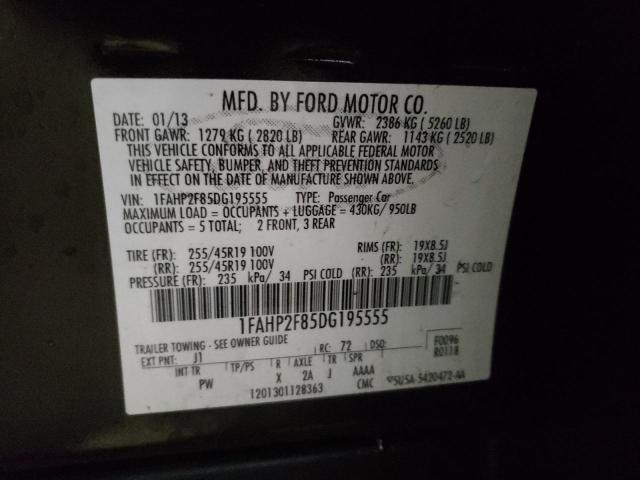 MFD. BY FORD MOTOR CO.
DATE: 01/13 GVWR: 2386 KG ( 5260 LB)
FRONT GAWR: 1279 KG ( 2820 LB) REAR GAWR: 1143 KG ( 2520 LB)
THIS VEHICLE CONFORMS TO ALL APPLICABLE FEDERAL MOTOR
VEHICLE SAFETY, BUMPER, AND THEFT PREVENTION STANDARDS
IN EFFECT ON THE DATE OF MANUFACTURE SHOWN ABOVE.
VIN: 1FAHP2F85DG195555 TYPE: Passenger Car
MAXIMUM LOAD = OCCUPANTS + LUGGAGE = 430KG/ 950LB
OCCUPANTS = 5 TOTAL; 2 FRONT, 3 REAR
TIRE (FR): 255/45R19 100V RIMS (FR): 19X8.5J
(RR): 255/45R19 100V (RR): 19X8.5J
PRESSURE (FR): 235 kPa/ 34 PSI COLD (RR): 235 kPa/ 34 PSI COLD
1FAHP2F85DG195555
TRAILER TOWING - SEE OWNER GUIDE RC: 72 DSO: F0096
EXT PNT: J1 R0118
INT TR TP/PS R AXLE TR SPR
PW X 2A J AAAA
1201301128363 CMC 5U5A-5420472-AA